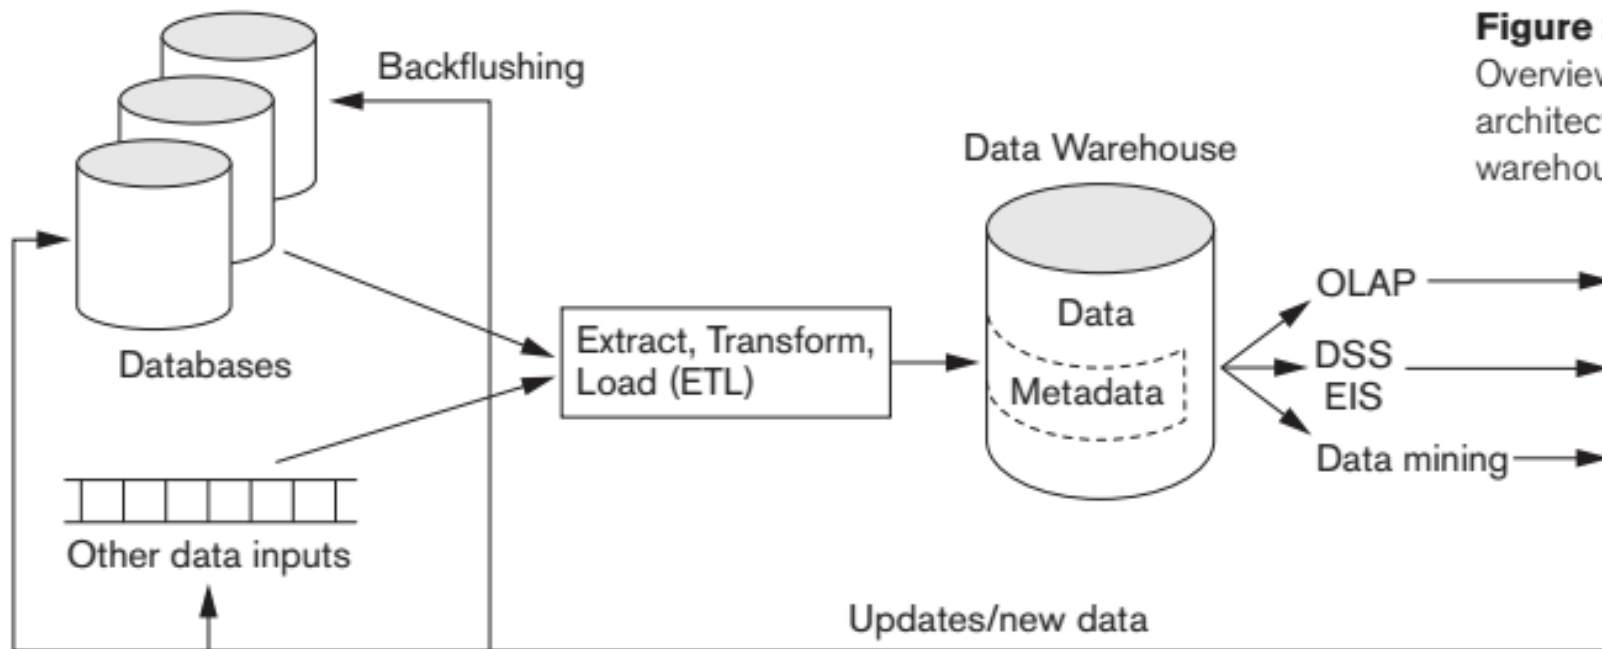 Figure
Overview
architec
warehou
Backflushing
Data Warehouse
Databases
Extract, Transform,
Load (ETL)
Data
Metadata
OLAP
DSS
EIS
Data mining
Other data inputs
Updates/new data